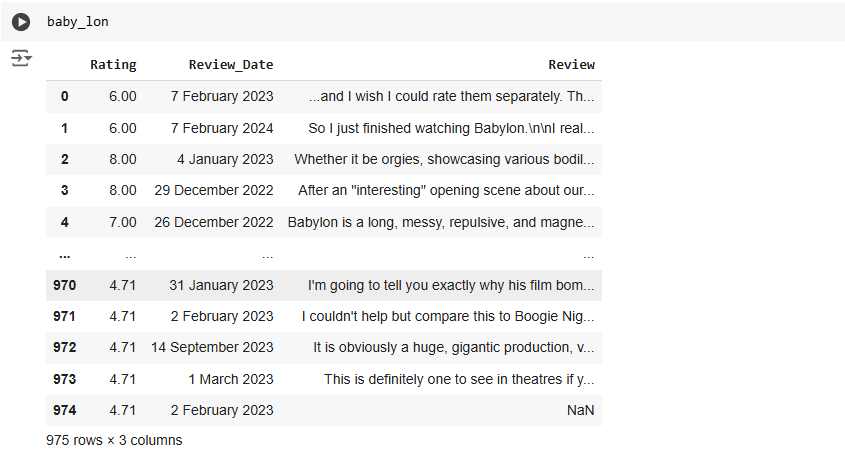 baby_lon
Rating Review_Date Review
0 6.00 7 February 2023 ...and I wish I could rate them separately. Th...
1 6.00 7 February 2024 So I just finished watching Babylon.\n\nI real...
2 8.00 4 January 2023 Whether it be orgies, showcasing various bodil...
3 8.00 29 December 2022 After an "interesting" opening scene about our...
4 7.00 26 December 2022 Babylon is a long, messy, repulsive, and magne...
... ... ... ...
970 4.71 31 January 2023 I'm going to tell you exactly why his film bom...
971 4.71 2 February 2023 I couldn't help but compare this to Boogie Nig...
972 4.71 14 September 2023 It is obviously a huge, gigantic production, v...
973 4.71 1 March 2023 This is definitely one to see in theatres if y...
974 4.71 2 February 2023 NaN
975 rows × 3 columns